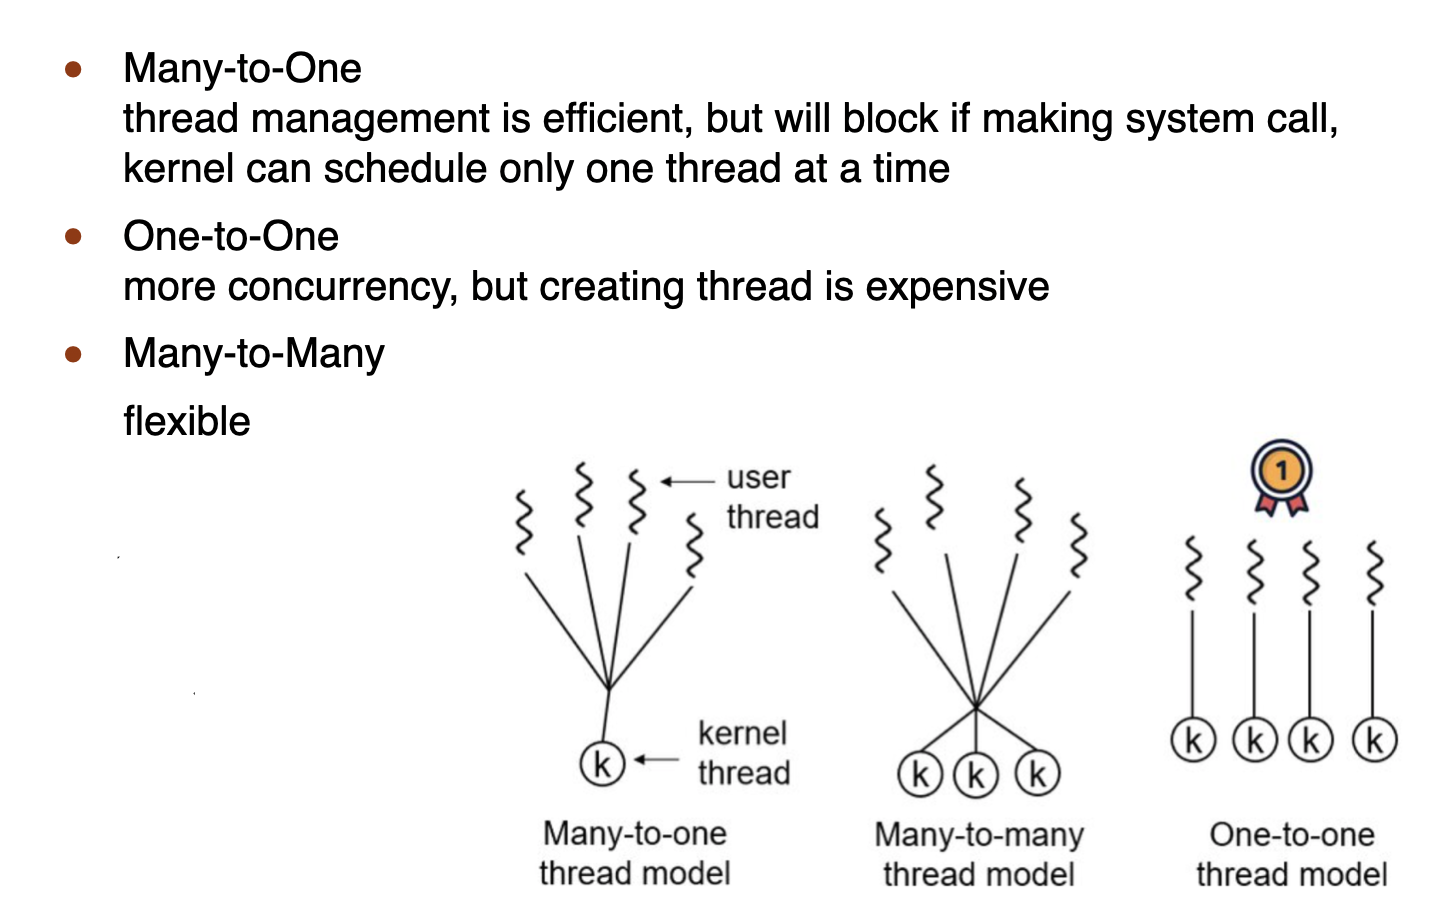 Many-to-One
thread management is efficient, but will block if making system call,
kernel can schedule only one thread at a time
One-to-One
more concurrency, but creating thread is expensive
Many-to-Many
flexible
user
thread
1
kernel
thread
k
k k k
k k k k
Many-to-one
thread model
Many-to-many
thread model
One-to-one
thread model